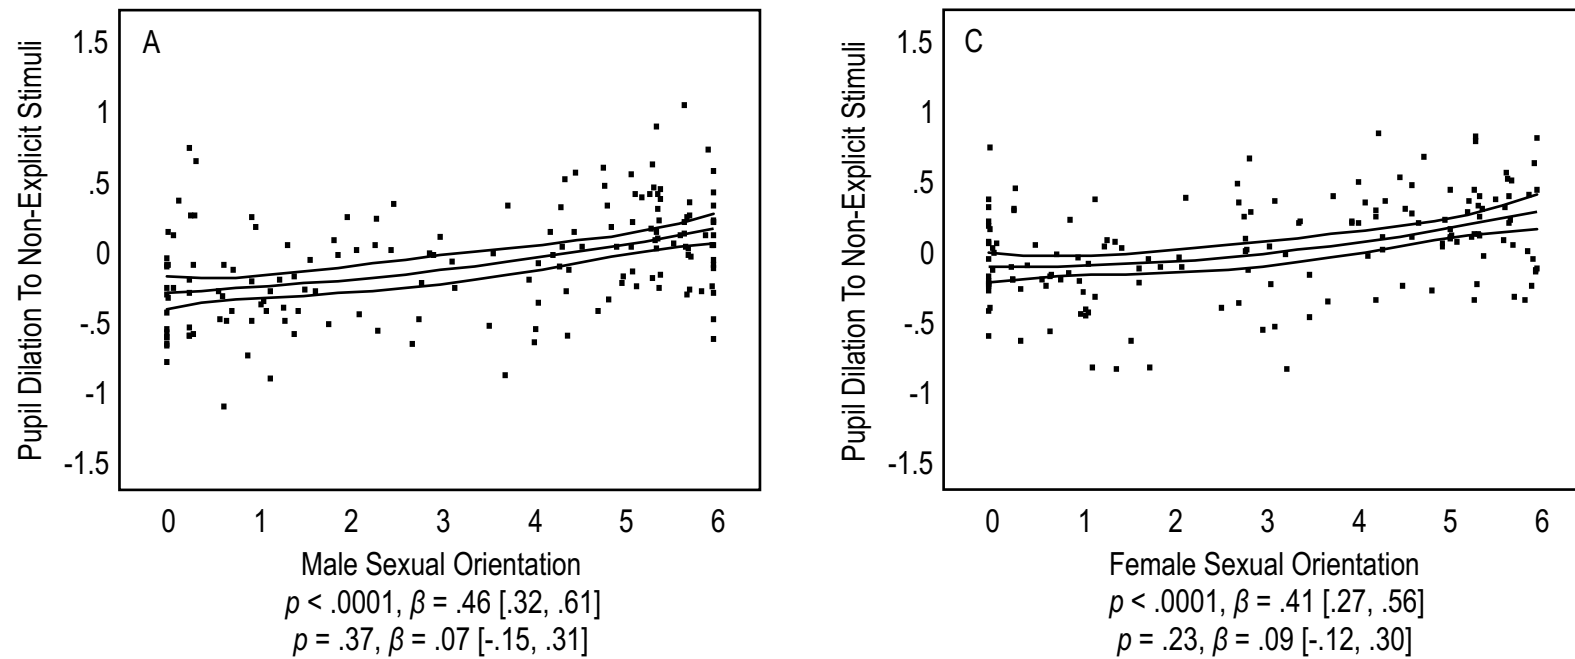 A
Pupil Dilation To Non-Explicit Stimuli
1.5
1
.5
0
-.5
-1
-1.5
0 1 2 3 4 5 6
Male Sexual Orientation
p < .0001, β = .46 [.32, .61]
p = .37, β = .07 [-.15, .31]
C
Pupil Dilation To Non-Explicit Stimuli
1.5
1
.5
0
-.5
-1
-1.5
0 1 2 3 4 5 6
Female Sexual Orientation
p < .0001, β = .41 [.27, .56]
p = .23, β = .09 [-.12, .30]